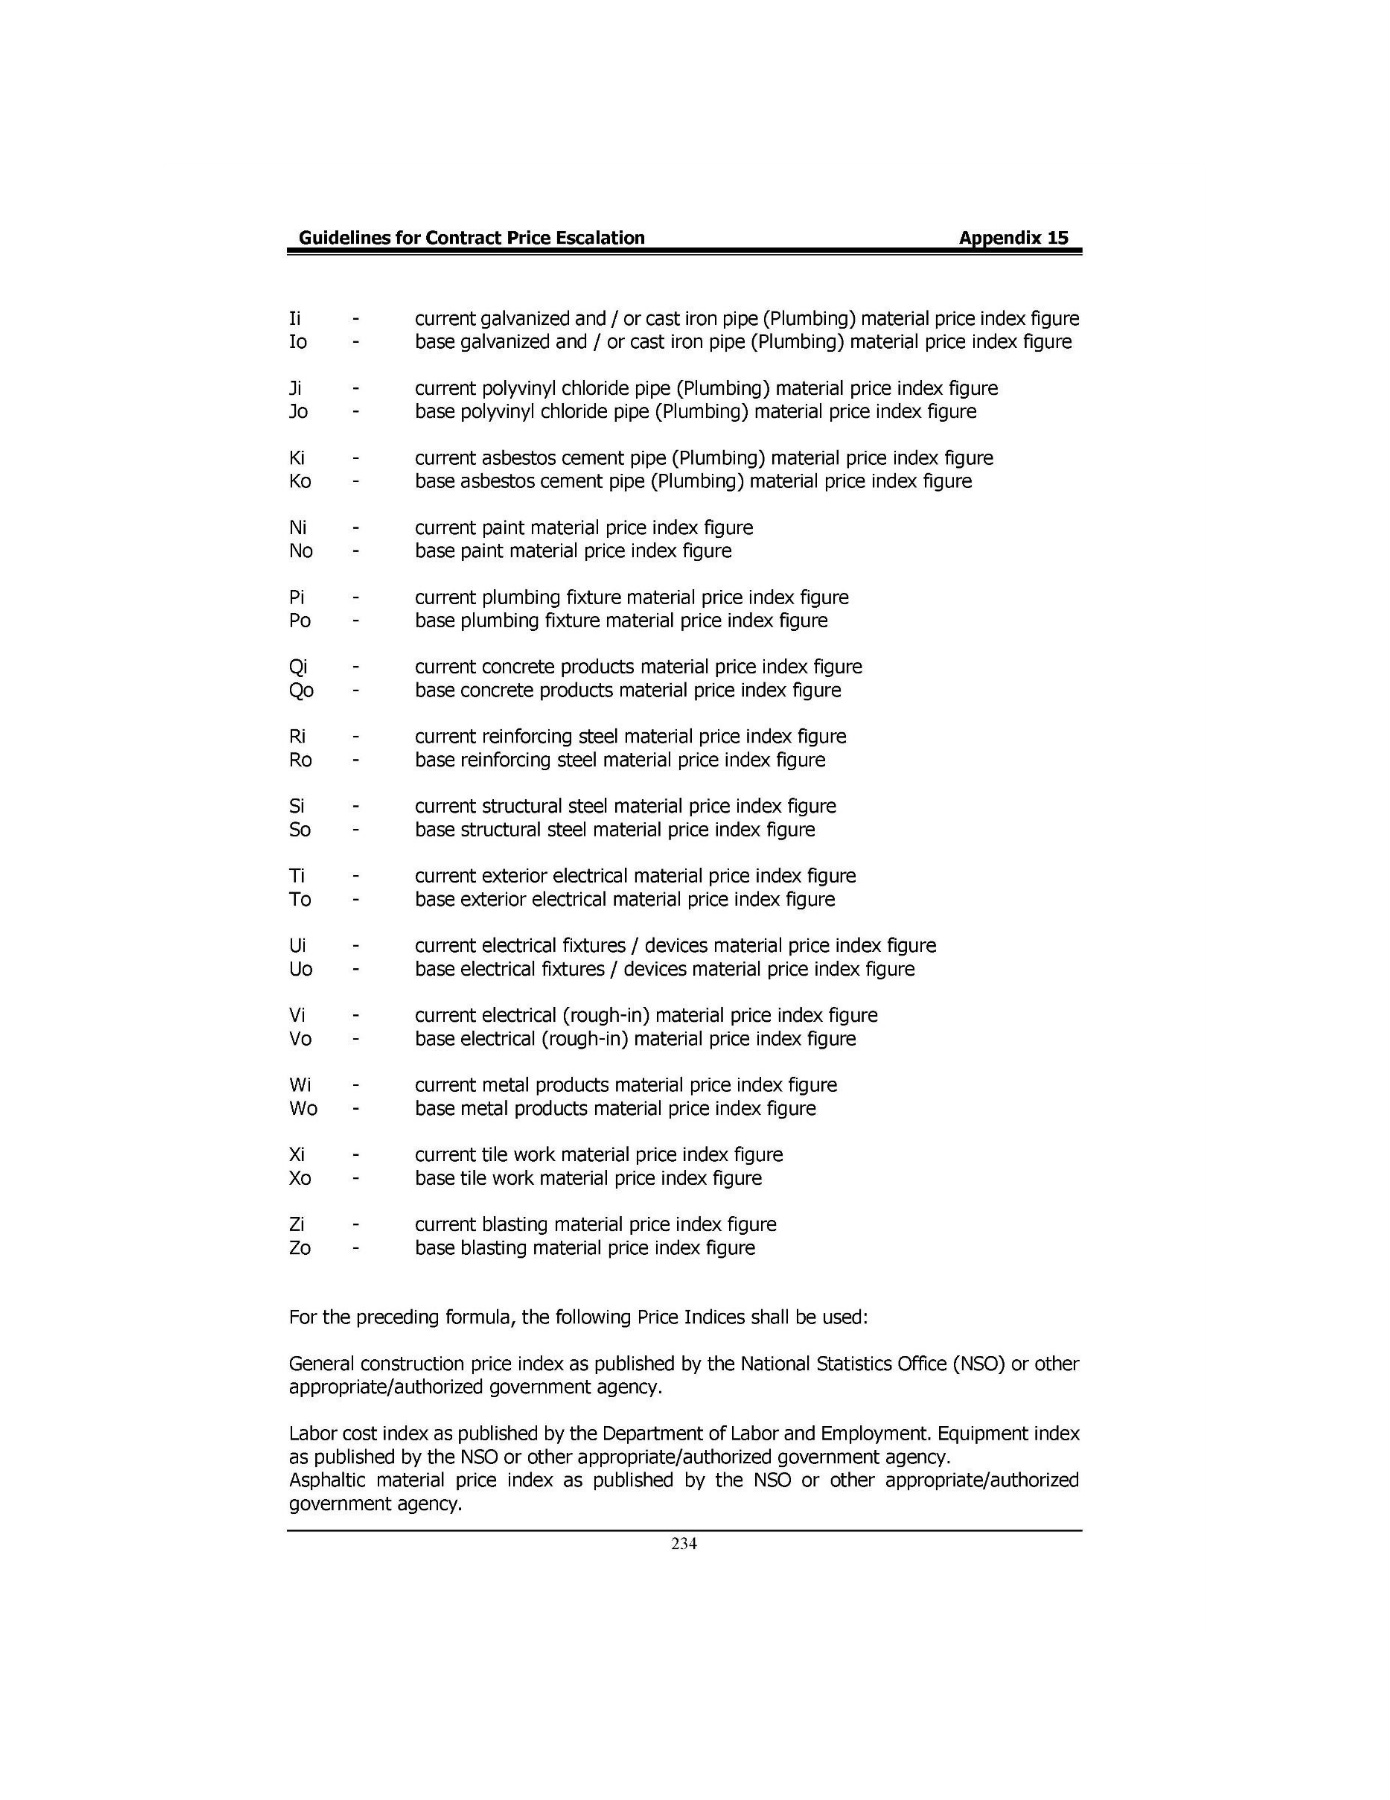 Guidelines for Contract Price Escalation Appendix 15
Ii - current galvanized and / or cast iron pipe (Plumbing) material price index figure
Io - base galvanized and / or cast iron pipe (Plumbing) material price index figure
Ji - current polyvinyl chloride pipe (Plumbing) material price index figure
Jo - base polyvinyl chloride pipe (Plumbing) material price index figure
Ki - current asbestos cement pipe (Plumbing) material price index figure
Ko - base asbestos cement pipe (Plumbing) material price index figure
Ni - current paint material price index figure
No - base paint material price index figure
Pi - current plumbing fixture material price index figure
Po - base plumbing fixture material price index figure
Qi - current concrete products material price index figure
Qo - base concrete products material price index figure
Ri - current reinforcing steel material price index figure
Ro - base reinforcing steel material price index figure
Si - current structural steel material price index figure
So - base structural steel material price index figure
Ti - current exterior electrical material price index figure
To - base exterior electrical material price index figure
Ui - current electrical fixtures / devices material price index figure
Uo - base electrical fixtures / devices material price index figure
Vi - current electrical (rough-in) material price index figure
Vo - base electrical (rough-in) material price index figure
Wi - current metal products material price index figure
Wo - base metal products material price index figure
Xi - current tile work material price index figure
Xo - base tile work material price index figure
Zi - current blasting material price index figure
Zo - base blasting material price index figure
For the preceding formula, the following Price Indices shall be used:
General construction price index as published by the National Statistics Office (NSO) or other
appropriate/authorized government agency.
Labor cost index as published by the Department of Labor and Employment. Equipment index
as published by the NSO or other appropriate/authorized government agency.
Asphaltic material price index as published by the NSO or other appropriate/authorized
government agency.
234